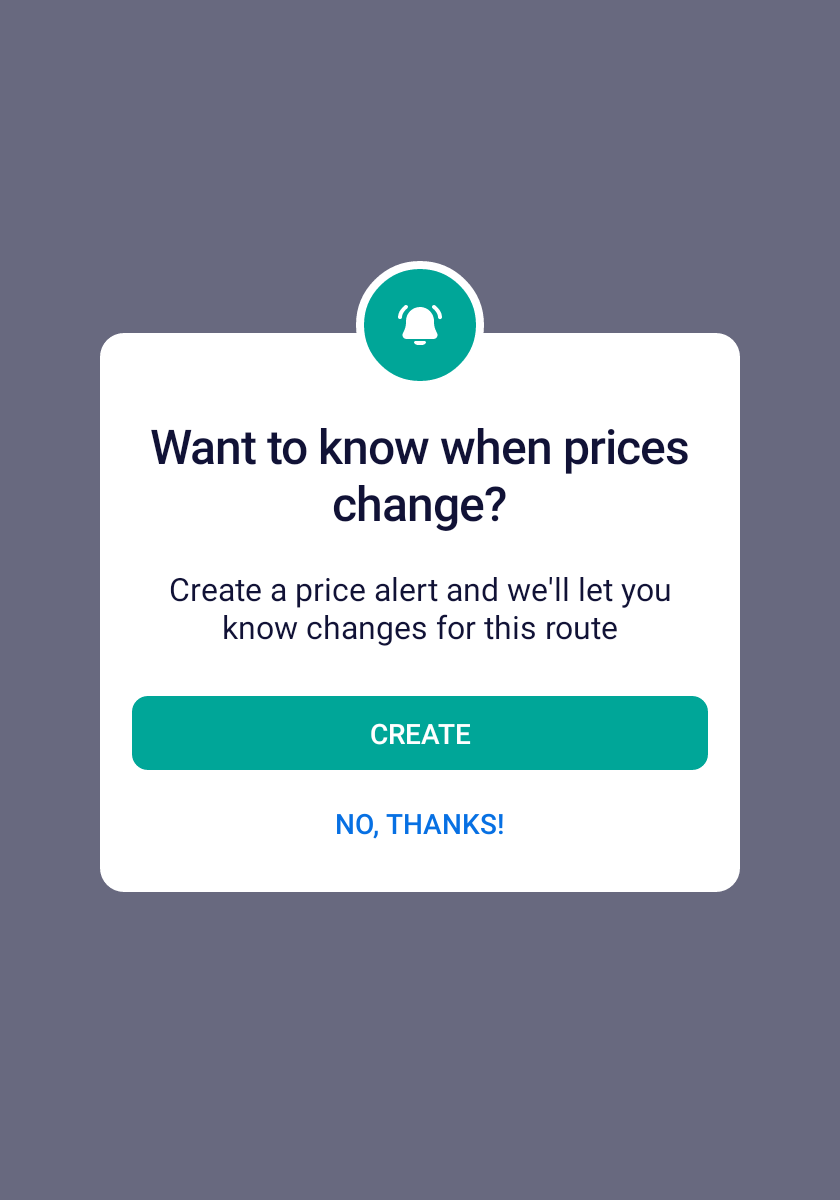 Want to know when prices
change?
Create a price alert and we'll let you
know changes for this route
CREATE
NO, THANKS!